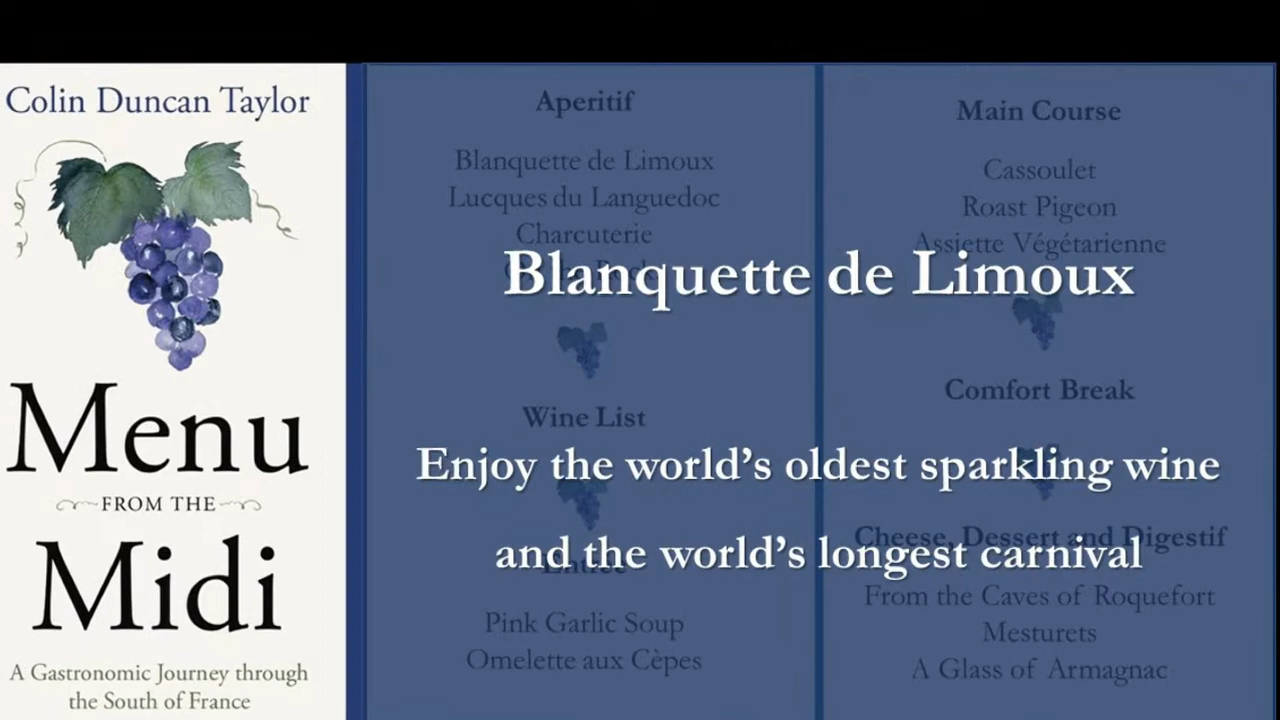 Colin Duncan Taylor
Menu
FROM THE
Midi
A Gastronomic Journey through
the South of France
Blanquette de Limoux
Enjoy the world's oldest sparkling wine
and the world's longest carnival
Aperitif
Blanquette de Limoux
Lucques du Languedoc
Charcuterie
Wine List
Entrée
Pink Garlic Soup
Omelette aux Cèpes
Main Course
Cassoulet
Roast Pigeon
Assiette Végétarienne
Comfort Break
Cheese, Dessert and Digestif
From the Caves of Roquefort
Mesturets
A Glass of Armagnac